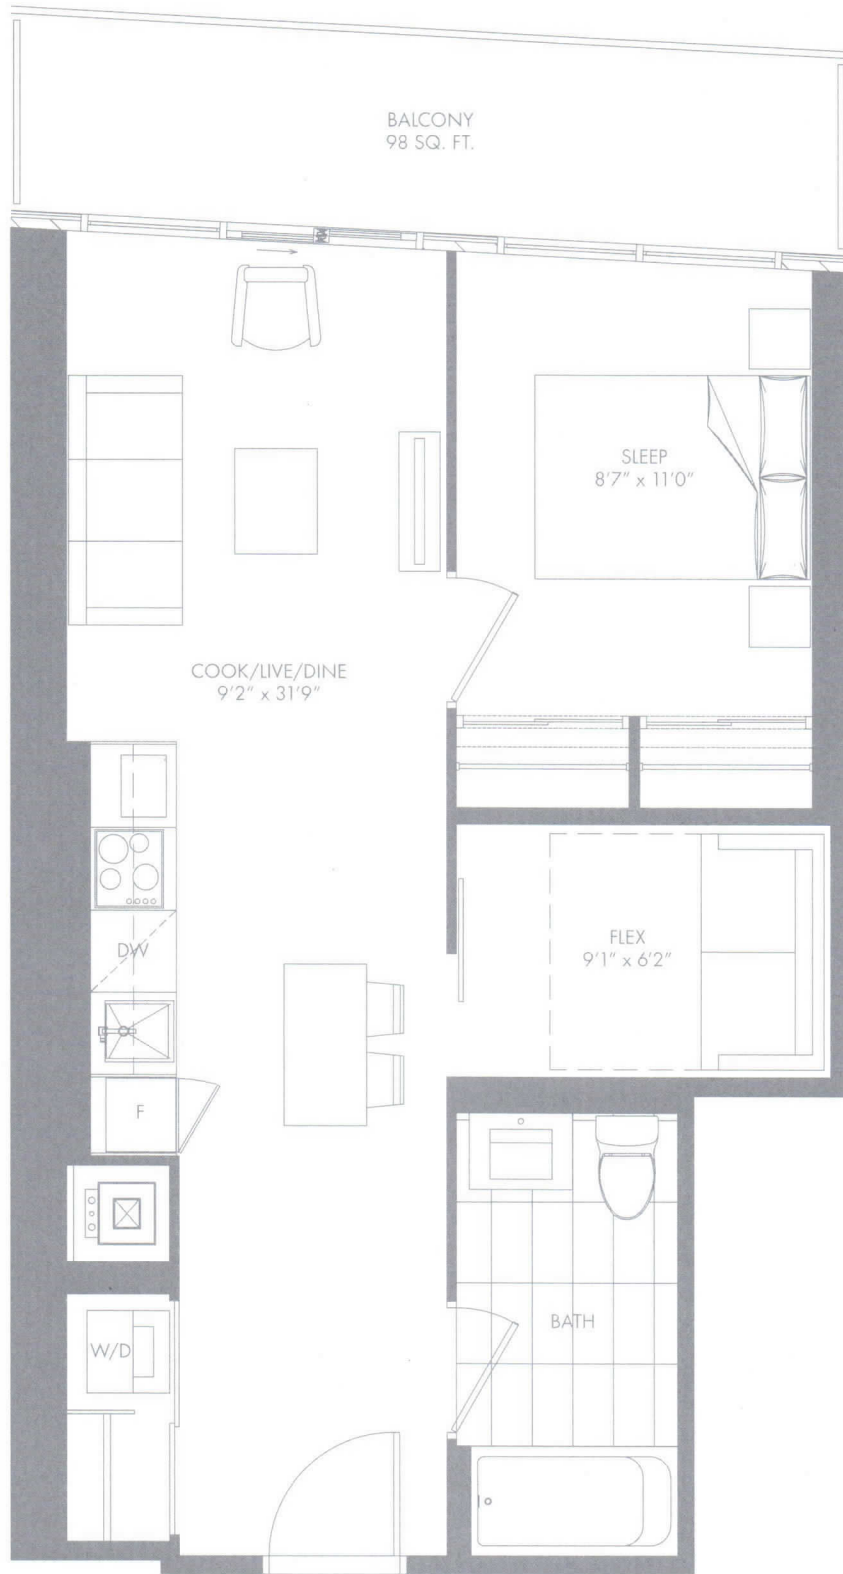 BALCONY
98 SQ. FT.
SLEEP
8'7" x 11'0"
COOK/LIVE/DINE
9'2" x 31'9"
DW
FLEX
9'1" x 6'2"
F
BATH
W/D